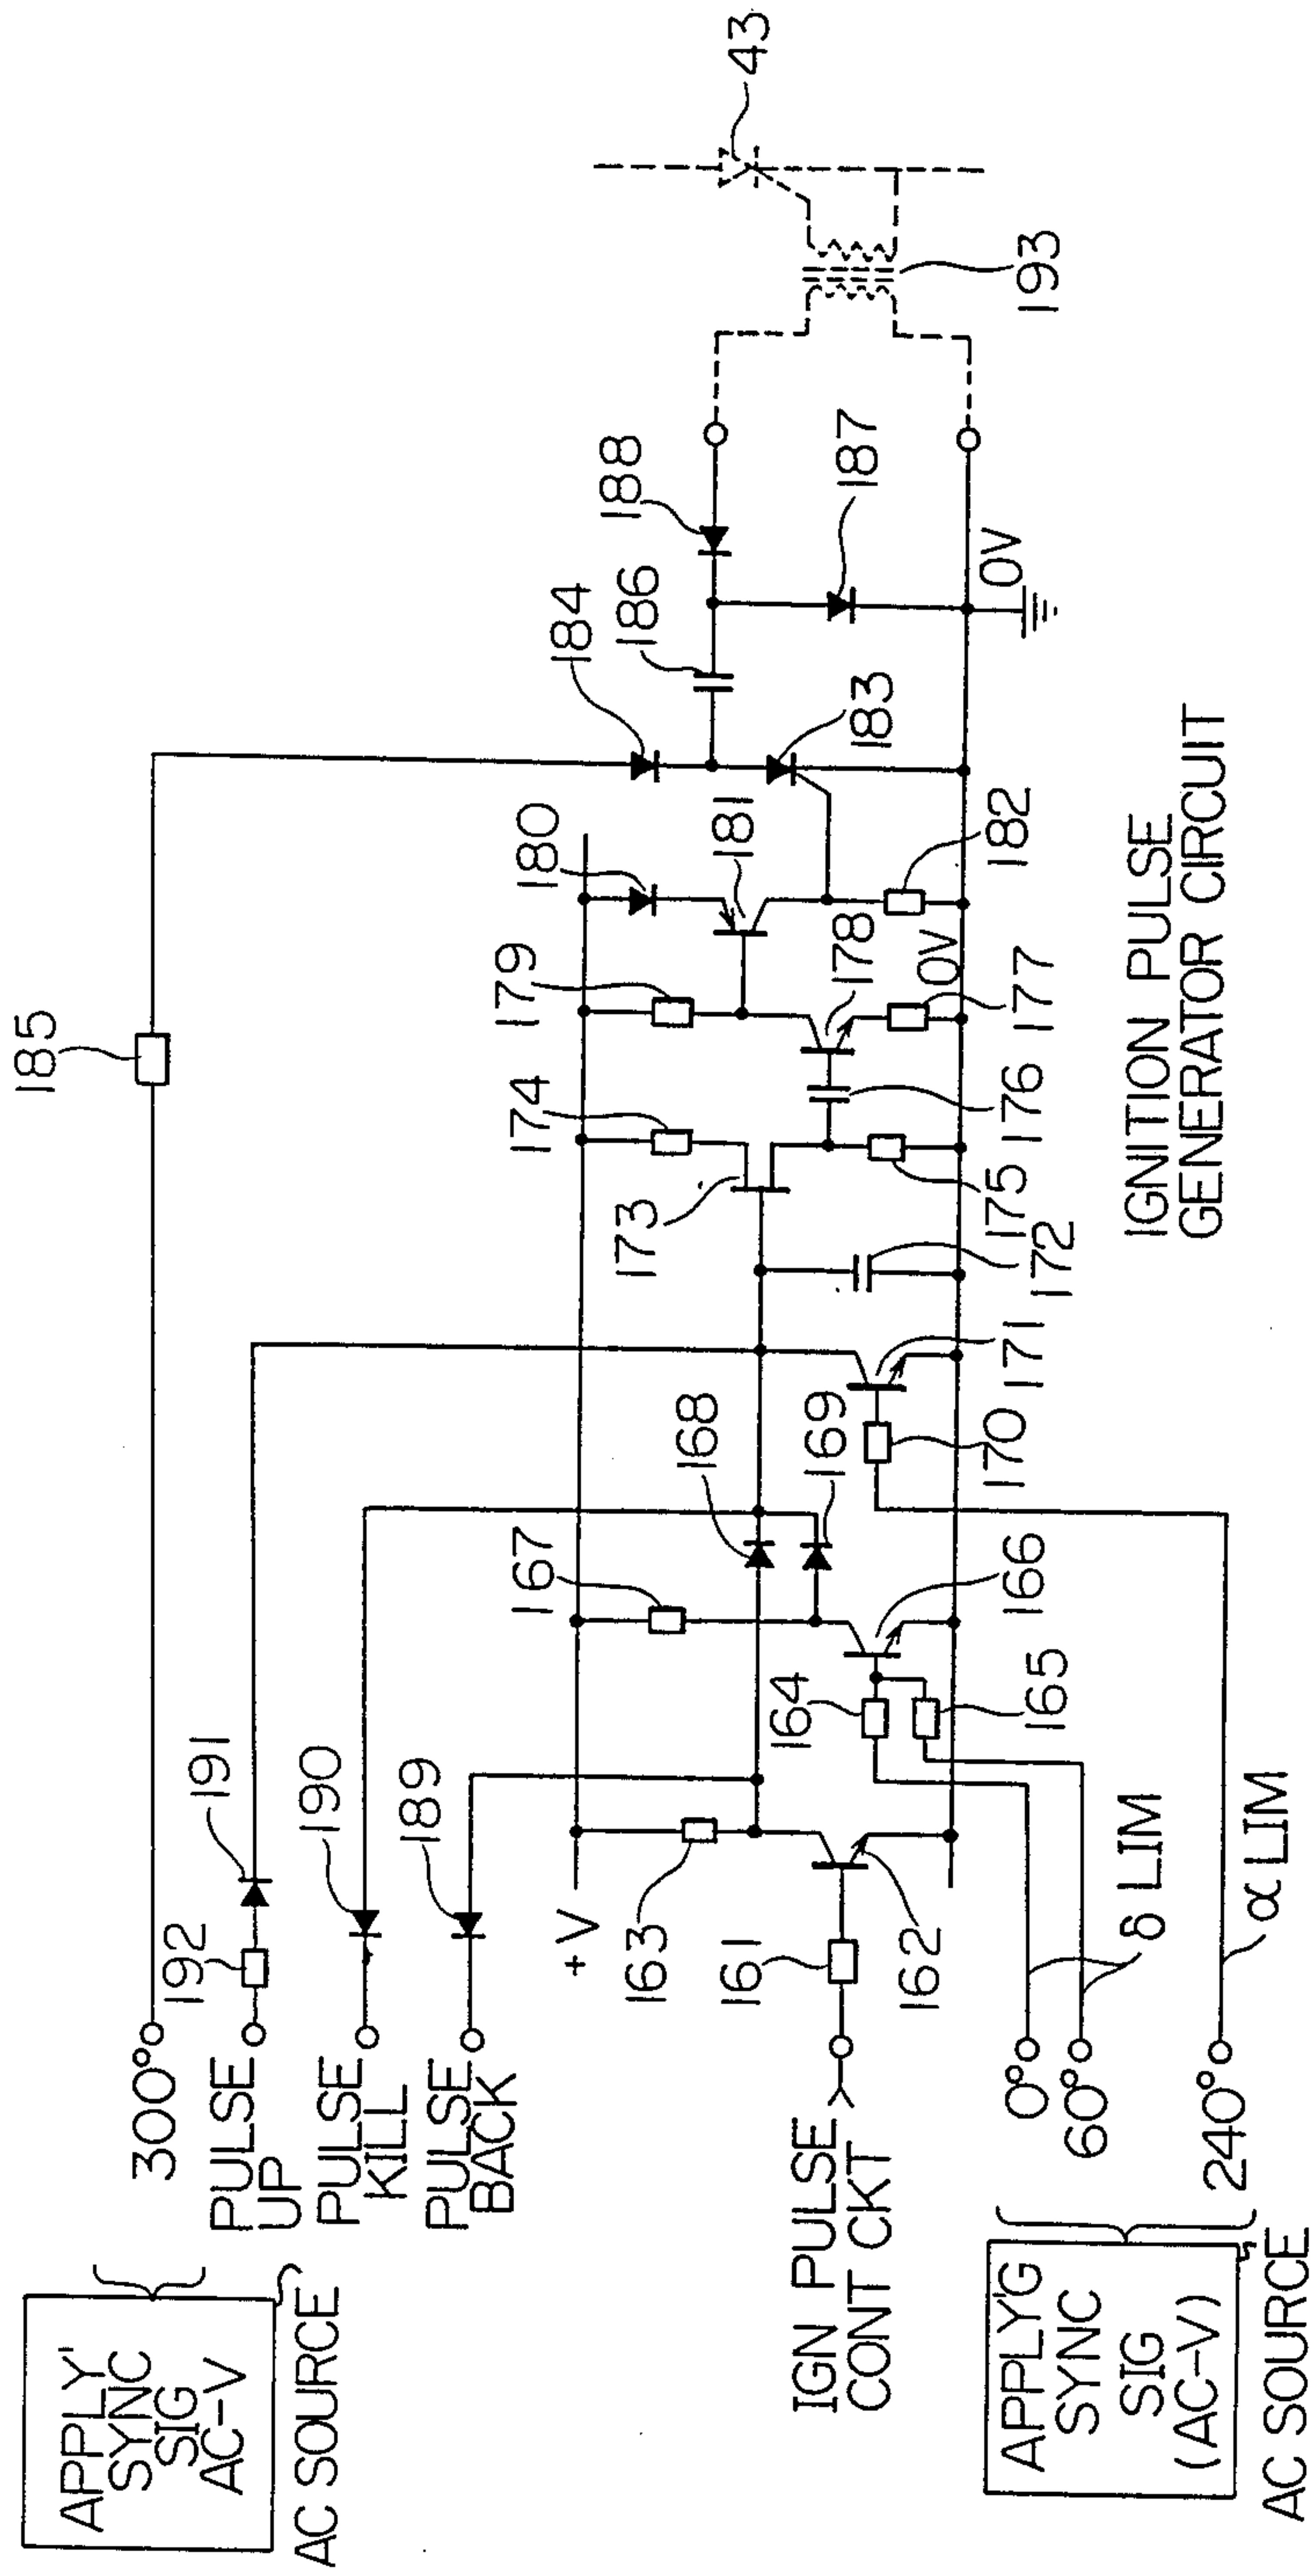 APPLY'
SYNC
SIG
AC-V
AC SOURCE
300°
PULSE
UP
PULSE
KILL
PULSE
BACK
192
191
190
189
185
+V
163
161
162
IGN PULSE
CONT CKT
167
168
169
164
165
166
170
171
172
173
174
175
176
177
178
179
0V
180
181
182
183
184
186
187
188
0V
193
43
0°
60°
δ LIM
240°
α LIM
APPLY'G
SYNC
SIG
(AC-V)
AC SOURCE
IGNITION PULSE
GENERATOR CIRCUIT